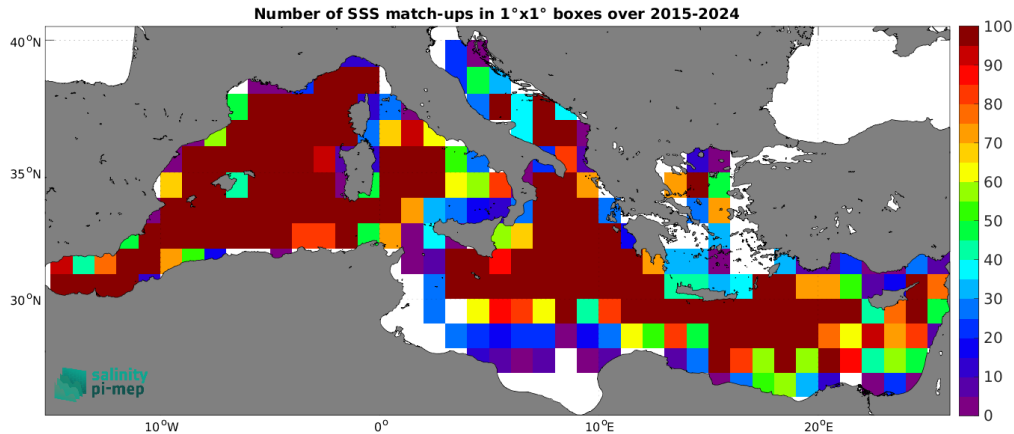 Number of SSS match-ups in 1°x1° boxes over 2015-2024
40°N
35°N
30°N
10°W
0°
10°E
20°E
100
90
80
70
60
50
40
30
20
10
0
salinity
pi-mep